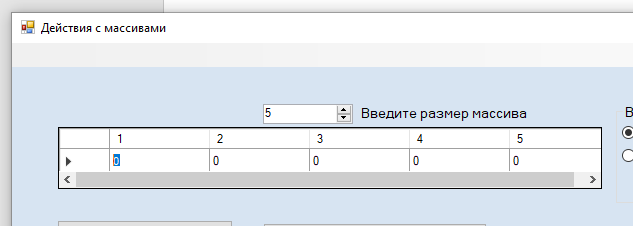 Действия с массивами
5 Введите размер массива
В
1 2 3 4 5
0 0 0 0 0